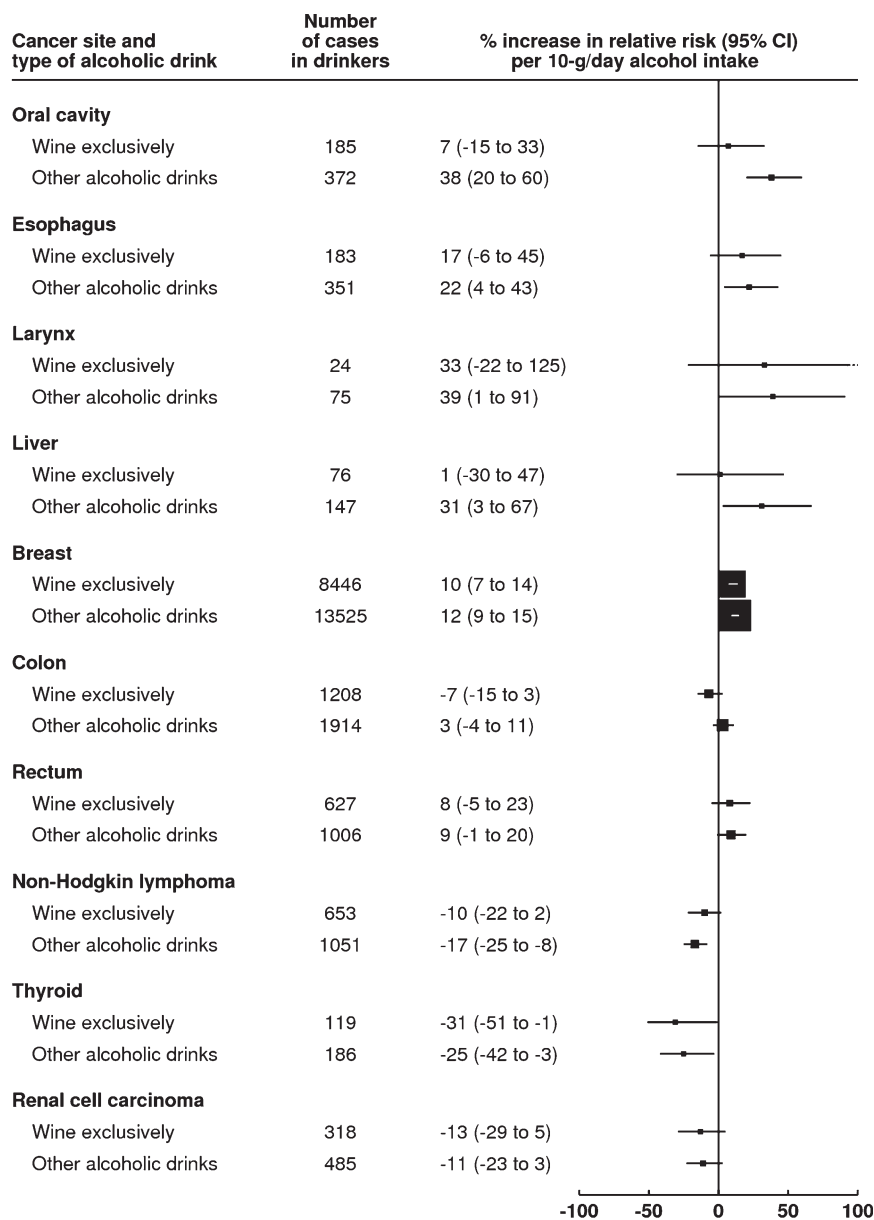 Cancer site and type of alcoholic drink
Number of cases in drinkers
% increase in relative risk (95% CI) per 10-g/day alcohol intake
Oral cavity
Wine exclusively 185 7 (-15 to 33)
Other alcoholic drinks 372 38 (20 to 60)
Esophagus
Wine exclusively 183 17 (-6 to 45)
Other alcoholic drinks 351 22 (4 to 43)
Larynx
Wine exclusively 24 33 (-22 to 125)
Other alcoholic drinks 75 39 (1 to 91)
Liver
Wine exclusively 76 1 (-30 to 47)
Other alcoholic drinks 147 31 (3 to 67)
Breast
Wine exclusively 8446 10 (7 to 14)
Other alcoholic drinks 13525 12 (9 to 15)
Colon
Wine exclusively 1208 -7 (-15 to 3)
Other alcoholic drinks 1914 3 (-4 to 11)
Rectum
Wine exclusively 627 8 (-5 to 23)
Other alcoholic drinks 1006 9 (-1 to 20)
Non-Hodgkin lymphoma
Wine exclusively 653 -10 (-22 to 2)
Other alcoholic drinks 1051 -17 (-25 to -8)
Thyroid
Wine exclusively 119 -31 (-51 to -1)
Other alcoholic drinks 186 -25 (-42 to -3)
Renal cell carcinoma
Wine exclusively 318 -13 (-29 to 5)
Other alcoholic drinks 485 -11 (-23 to 3)
-100 -50 0 50 100